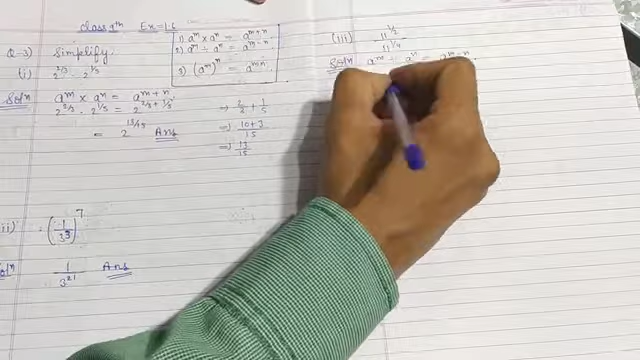 class 9th Ex = 1.6
1) a^m × a^n = a^m+n
2) a^m ÷ a^n = a^m-n
3) (a^m)^n = a^mn
Q-3) Simplify;
(i) 2^2/3 . 2^1/5
Soln a^m × a^n = a^m+n
2^2/3 . 2^1/5 = 2^2/3+1/5
= 2^13/15 Ans
→ 2/3 + 1/5
⇒ 10+3/15
⇒ 13/15
ii) (1/3^3)^7
oln 1/3^21 Ans
(iii) 11^1/2/11^1/4
Soln a^m ÷ a^n = a^m-n